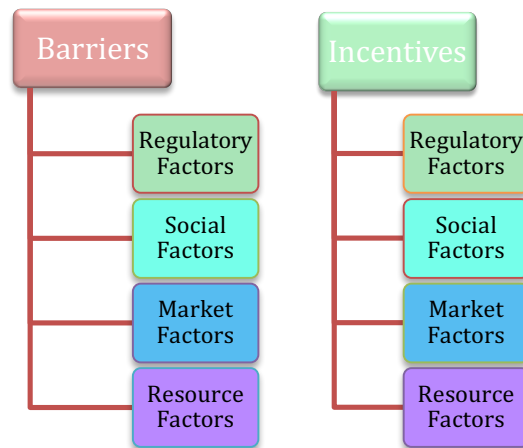 Barriers
Regulatory
Factors
Social
Factors
Market
Factors
Resource
Factors
Incentives
Regulatory
Factors
Social
Factors
Market
Factors
Resource
Factors